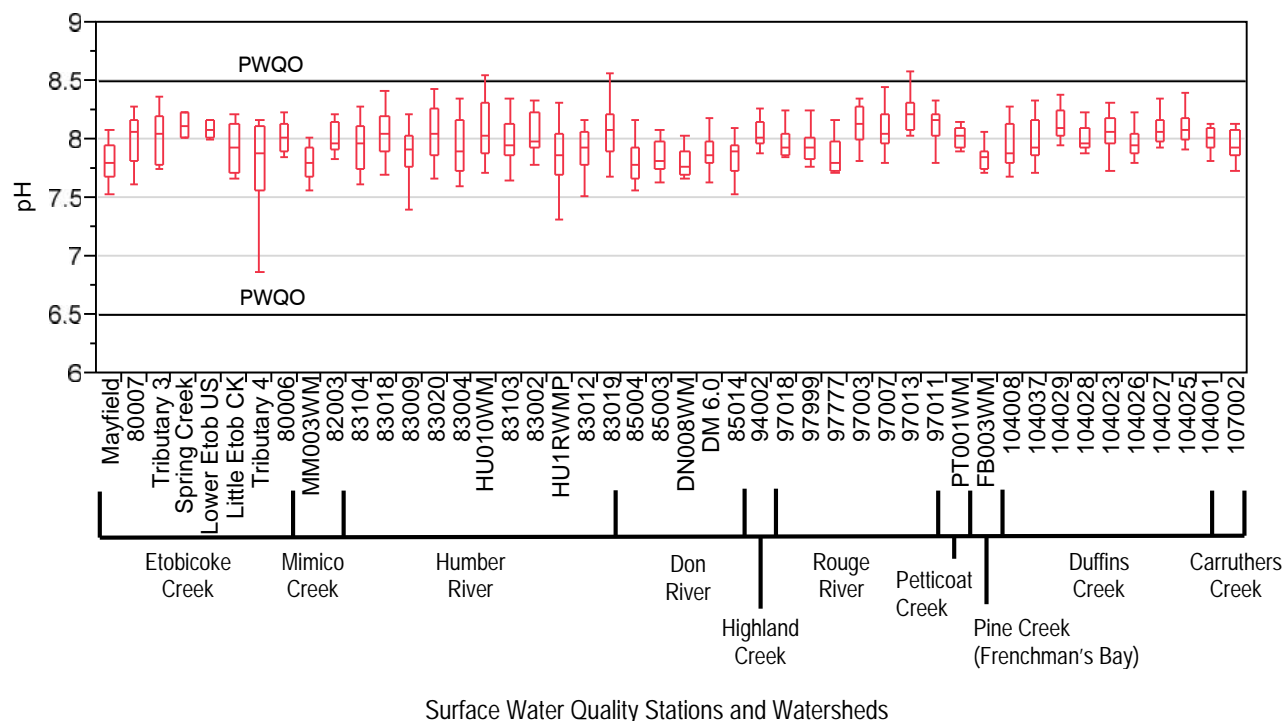 9
PWQO
8.5
8
pH
7.5
7
PWQO
6.5
6
Mayfield
80007
Tributary 3
Spring Creek
Lower Etob US
Little Etob CK
Tributary 4
80006
MM003WM
82003
83104
83018
83009
83020
83004
HU010WM
83103
83002
HU1RWMP
83012
83019
85004
85003
DN008WM
DM 6.0
85014
94002
97018
97999
97777
97003
97007
97013
97011
PT001WM
FB003WM
104008
104037
104029
104028
104023
104026
104027
104025
104001
107002
Etobicoke
Creek
Mimico
Creek
Humber
River
Don
River
Highland
Creek
Rouge
River
Petticoat
Creek
Pine Creek
(Frenchman's Bay)
Duffins
Creek
Carruthers
Creek
Surface Water Quality Stations and Watersheds